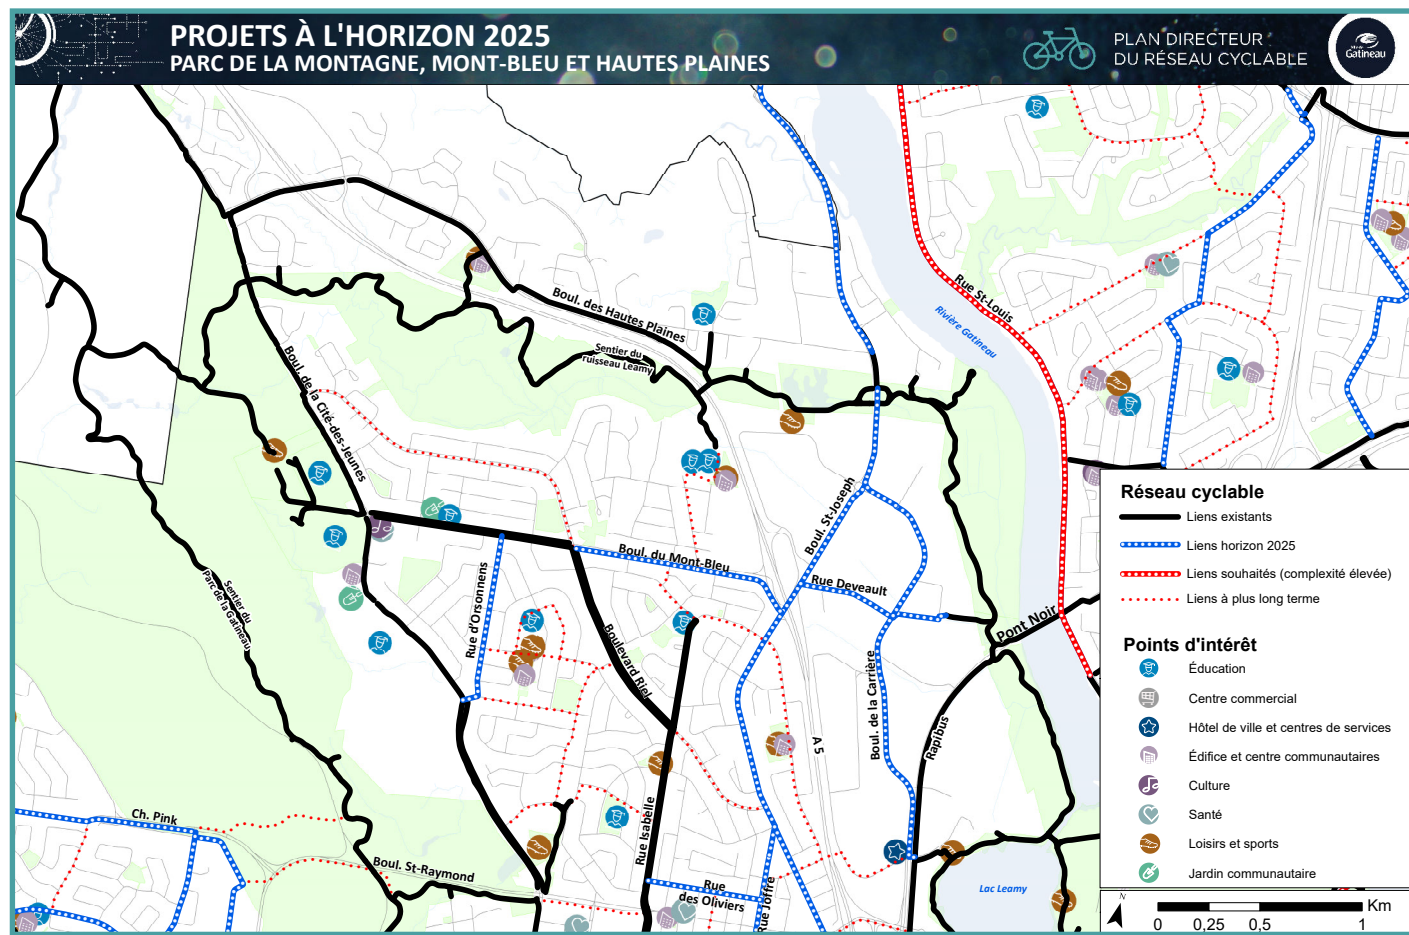 PROJETS À L'HORIZON 2025
PARC DE LA MONTAGNE, MONT-BLEU ET HAUTES PLAINES
PLAN DIRECTEUR
DU RÉSEAU CYCLABLE
Gatineau
Rue St-Louis
Rivière Gatineau
Boul. des Hautes Plaines
Sentier du
ruisseau Leamy
Boul. de la Cité-des-Jeunes
Boul. St-Joseph
Boul. du Mont-Bleu
Rue Deveault
Rue d'Orsonnens
Sentier du
Parc de la Gatineau
Boulevard Riel
Pont Noir
Boul. de la Carrière
Rapibus
A 5
Ch. Pink
Rue Isabelle
Boul. St-Raymond
Rue
des Oliviers
Rue Joffre
Lac Leamy
Réseau cyclable
Liens existants
Liens horizon 2025
Liens souhaités (complexité élevée)
Liens à plus long terme
Points d'intérêt
Éducation
Centre commercial
Hôtel de ville et centres de services
Édifice et centre communautaires
Culture
Santé
Loisirs et sports
Jardin communautaire
N
Km
0 0,25 0,5 1